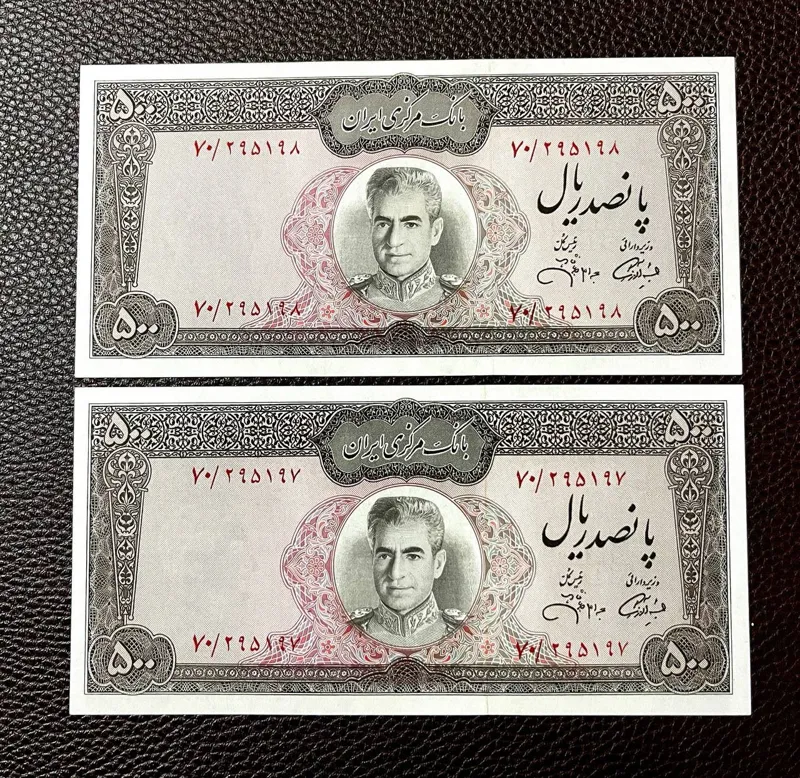 ۵۰۰ بانک مرکزی ایران ۵۰۰
۷۰/۲۹۵۱۹۸ ۷۰/۲۹۵۱۹۸
پانصد ریال
وزیر دارائی رئیس کل
۷۰/۲۹۵۱۹۸ ۷۰/۲۹۵۱۹۸
۵۰۰ ۵۰۰
۵۰۰ بانک مرکزی ایران ۵۰۰
۷۰/۲۹۵۱۹۷ ۷۰/۲۹۵۱۹۷
پانصد ریال
وزیر دارائی رئیس کل
۷۰/۲۹۵۱۹۷ ۷۰/۲۹۵۱۹۷
۵۰۰ ۵۰۰